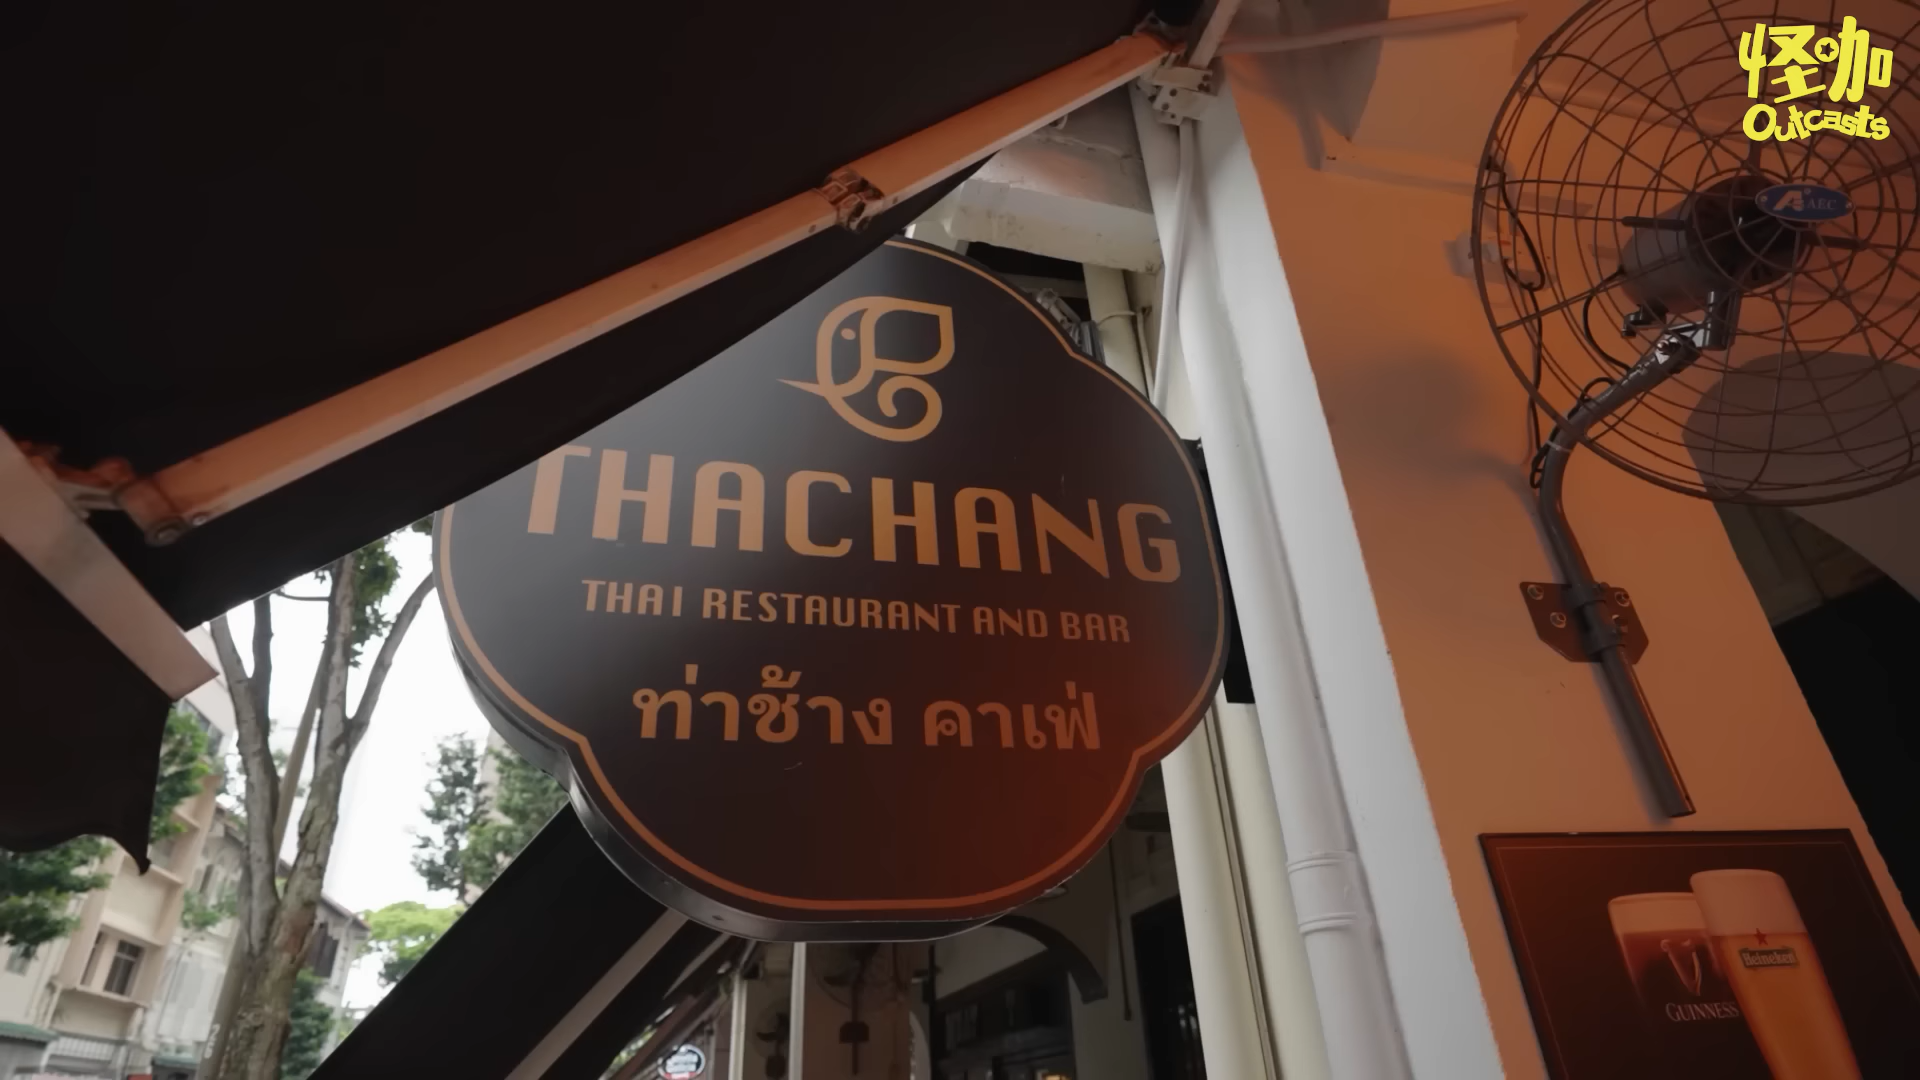 怪咖
Outcasts
AEC
THACHANG
THAI RESTAURANT AND BAR
ท่าช้าง คาเฟ่
Heineken
GUINNESS